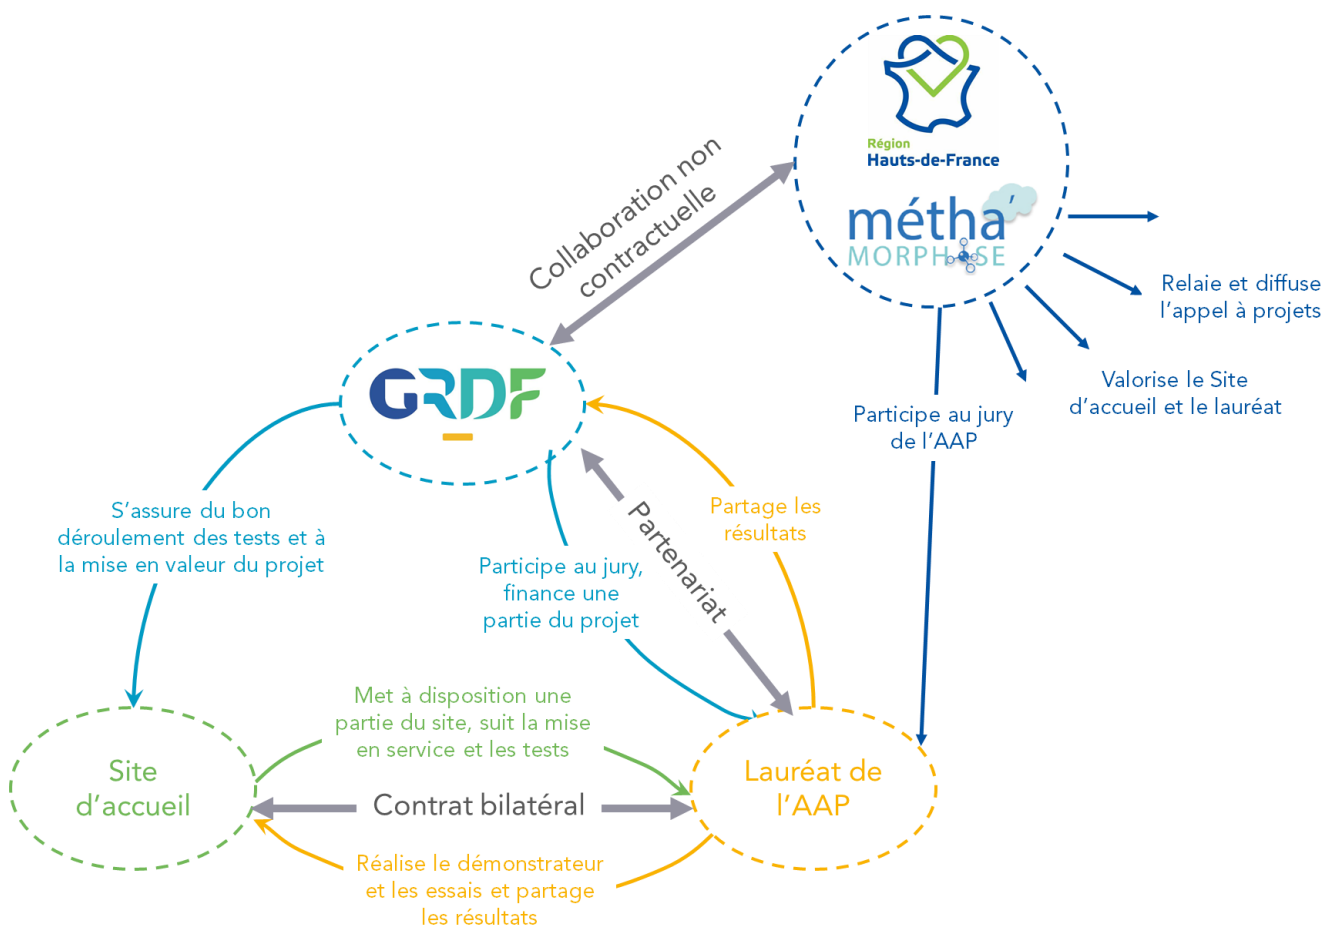 Région
Hauts-de-France
métha'
MORPHOSE
Collaboration non
contractuelle
Relaie et diffuse
l'appel à projets
Valorise le Site
d'accueil et le lauréat
Participe au jury
de l'AAP
GRDF
S'assure du bon
déroulement des tests et à
la mise en valeur du projet
Participe au jury,
finance une
partie du projet
Partenariat
Partage les
résultats
Met à disposition une
partie du site, suit la mise
en service et les tests
Site
d'accueil
Contrat bilatéral
Lauréat de
l'AAP
Réalise le démonstrateur
et les essais et partage
les résultats